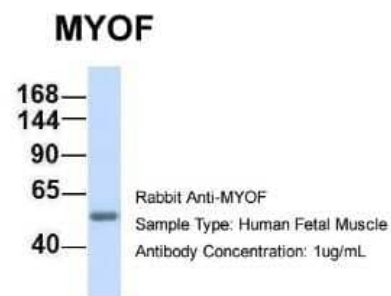 MYOF
168
144
90
65
40
Rabbit Anti-MYOF
Sample Type: Human Fetal Muscle
Antibody Concentration: 1ug/mL